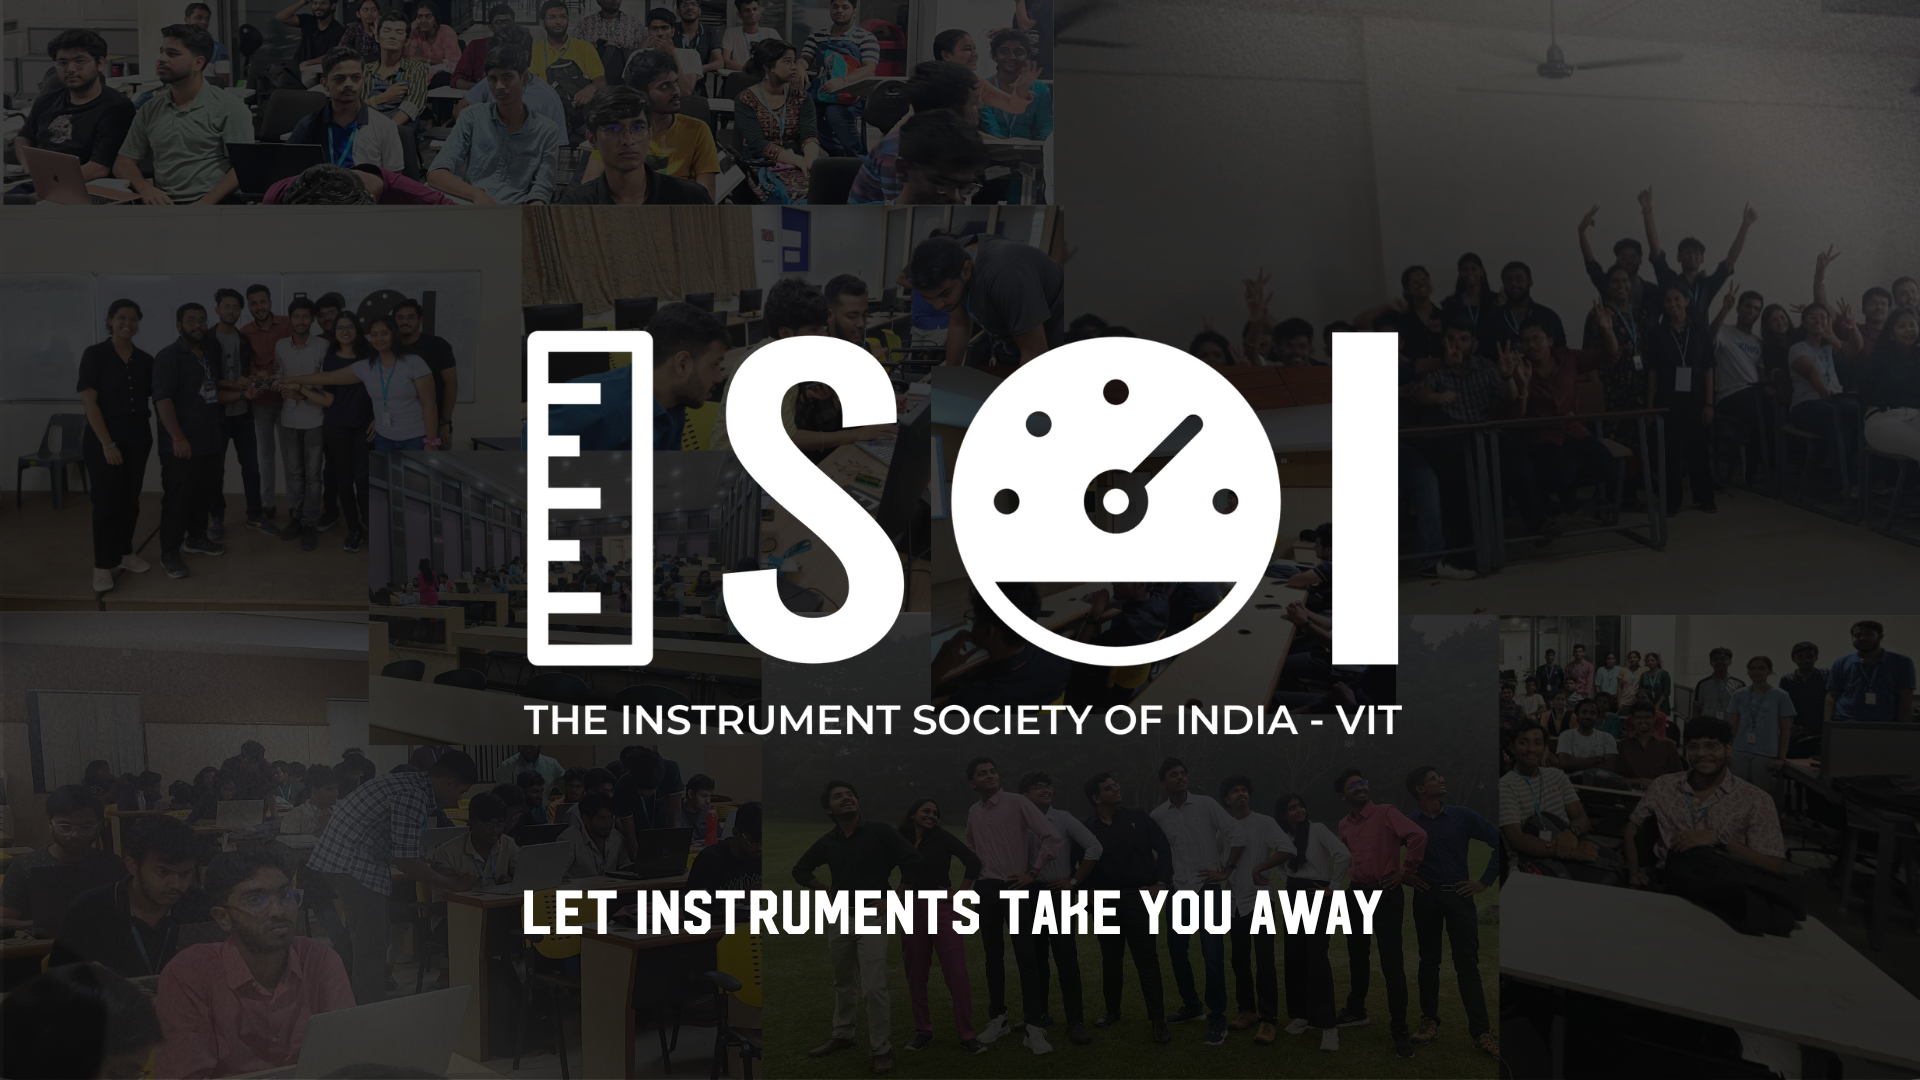 ISOI
THE INSTRUMENT SOCIETY OF INDIA - VIT
LET INSTRUMENTS TAKE YOU AWAY